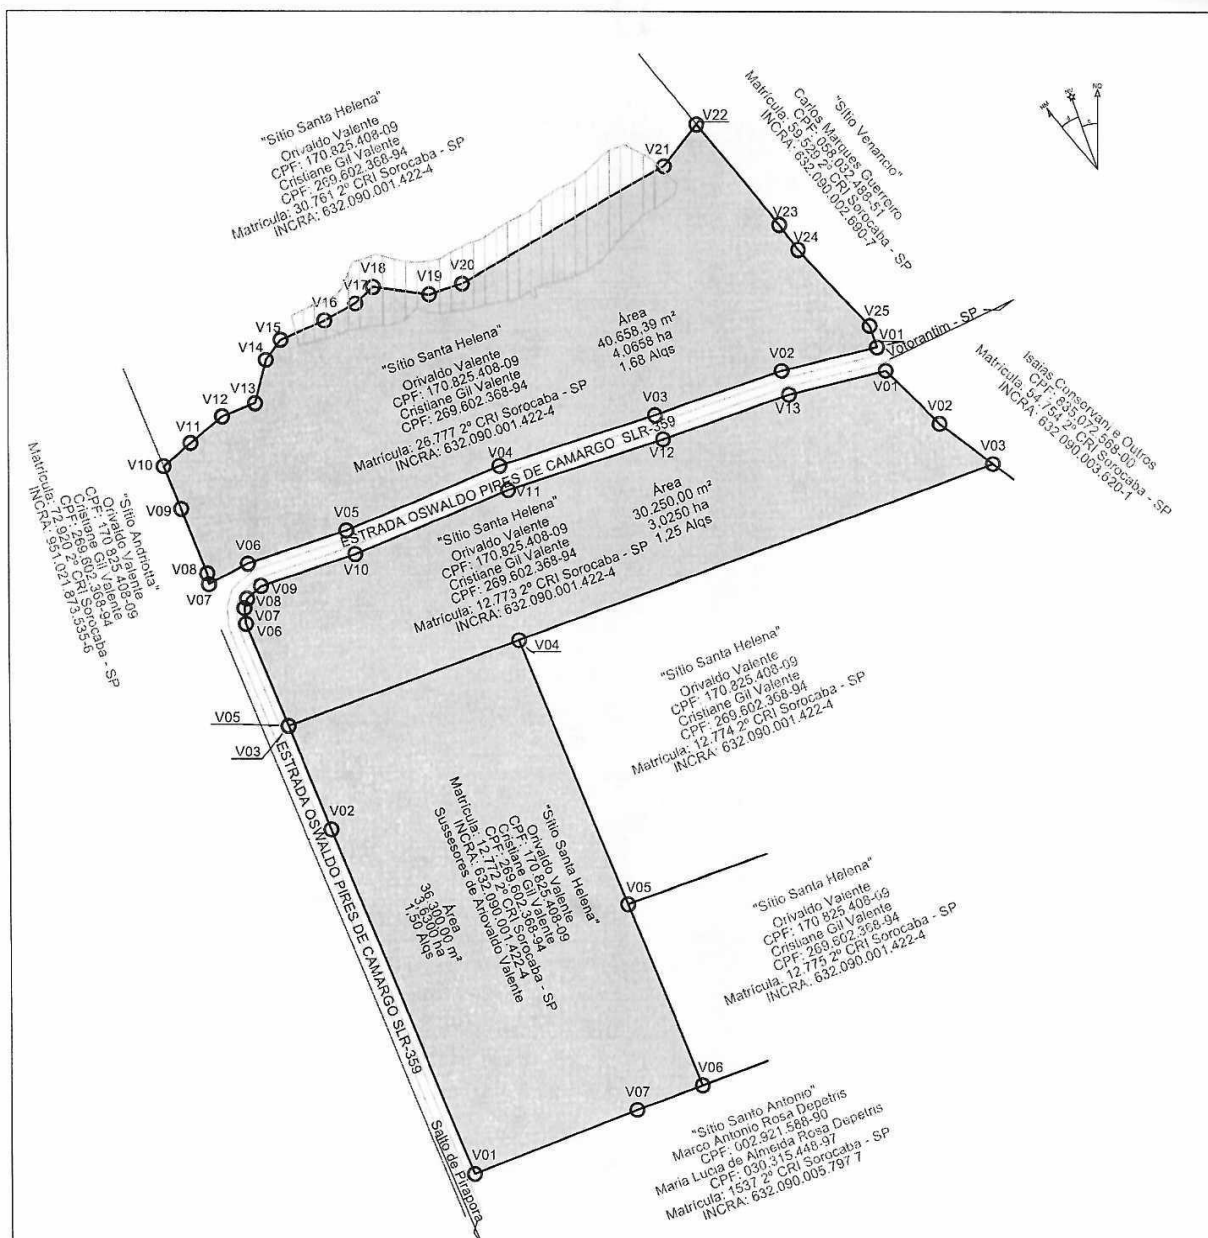 "Sítio Santa Helena"
Orivaldo Valente
CPF: 170.825.408-09
Cristiane Gil Valente
CPF: 269.602.368-94
Matrícula: 30.761 2º CRI Sorocaba - SP
INCRA: 632.090.001.422-4
"Sítio Venancio"
Carlos Marques Guerreiro
CPF: 058.032.488-51
Matrícula: 59.529 2º CRI Sorocaba - SP
INCRA: 632.090.002.690-7
NM
NV
NQ
V22
V21
V23
V24
V25
V01
V20
V19
V18
V17
V16
V15
V14
V13
V12
V11
V10
V09
V08
V07
V06
V05
V04
V03
V02
"Sítio Santa Helena"
Orivaldo Valente
CPF: 170.825.408-09
Cristiane Gil Valente
CPF: 269.602.368-94
Matrícula: 26.777 2º CRI Sorocaba - SP
INCRA: 632.090.001.422-4
Área
40.658,39 m²
4,0658 ha
1,68 Alqs
Votorantim - SP
Isaias Conservani e Outros
CPF: 835.072.568-00
Matrícula: 54.754 2º CRI Sorocaba - SP
INCRA: 632.090.003.620-1
"Sítio Andriotta"
Orivaldo Valente
CPF: 170.825.408-09
Cristiane Gil Valente
CPF: 269.602.368-94
Matrícula: 72.920 2º CRI Sorocaba - SP
INCRA: 951.021.873.535-6
ESTRADA OSWALDO PIRES DE CAMARGO SLR-359
V01
V02
V03
V13
V12
V11
V10
V09
V08
V07
V06
V05
V04
"Sítio Santa Helena"
Orivaldo Valente
CPF: 170.825.408-09
Cristiane Gil Valente
CPF: 269.602.368-94
Matrícula: 12.773 2º CRI Sorocaba - SP
INCRA: 632.090.001.422-4
Área
30.250,00 m²
3,0250 ha
1,25 Alqs
"Sítio Santa Helena"
Orivaldo Valente
CPF: 170.825.408-09
Cristiane Gil Valente
CPF: 269.602.368-94
Matrícula: 12.774 2º CRI Sorocaba - SP
INCRA: 632.090.001.422-4
V03
V02
ESTRADA OSWALDO PIRES DE CAMARGO SLR-359
"Sítio Santa Helena"
Orivaldo Valente
CPF: 170.825.408-09
Cristiane Gil Valente
CPF: 269.602.368-94
Matrícula: 12.772 2º CRI Sorocaba - SP
INCRA: 632.090.001.422-4
Sussesores de Ariovaldo Valente
Área
36.300,00 m²
3,6300 ha
1,50 Alqs
V05
"Sítio Santa Helena"
Orivaldo Valente
CPF: 170.825.408-09
Cristiane Gil Valente
CPF: 269.602.368-94
Matrícula: 12.775 2º CRI Sorocaba - SP
INCRA: 632.090.001.422-4
V06
V07
V01
Salto de Pirapora
"Sítio Santo Antonio"
Marco Antonio Rosa Depetris
CPF: 002.921.588-90
Maria Lucia de Almeida Rosa Depetris
CPF: 030.315.448-97
Matrícula: 1537 2º CRI Sorocaba - SP
INCRA: 632.090.005.797 7